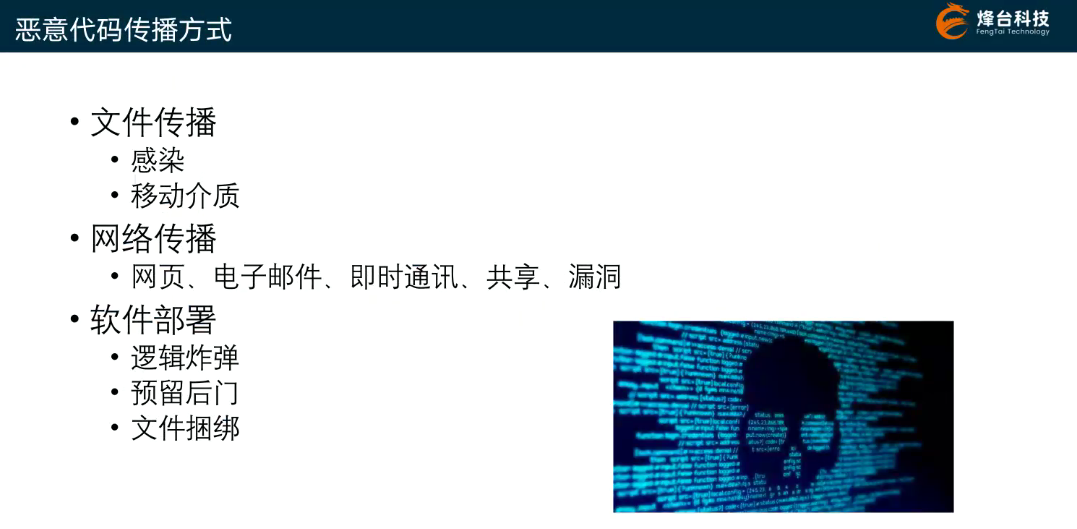 恶意代码传播方式
烽台科技
FengTai Technology
• 文件传播
• 感染
• 移动介质
• 网络传播
• 网页、电子邮件、即时通讯、共享、漏洞
• 软件部署
• 逻辑炸弹
• 预留后门
• 文件捆绑